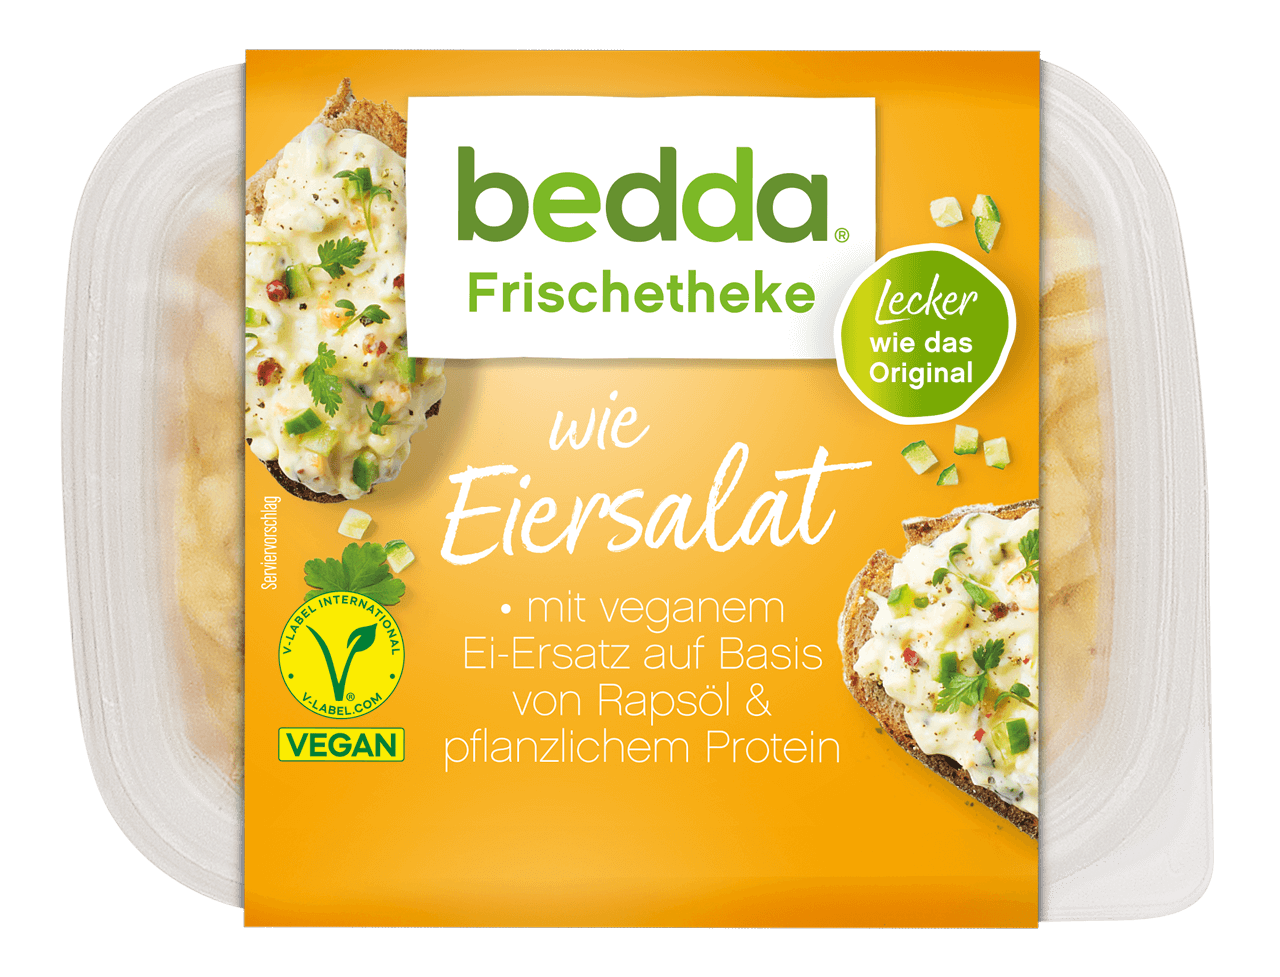 bedda®
Frischetheke
Lecker
wie das
Original
wie
Eiersalat
• mit veganem
Ei-Ersatz auf Basis
von Rapsöl &
pflanzlichem Protein
Serviervorschlag
V-LABEL INTERNATIONAL
®
• V-LABEL.COM •
VEGAN